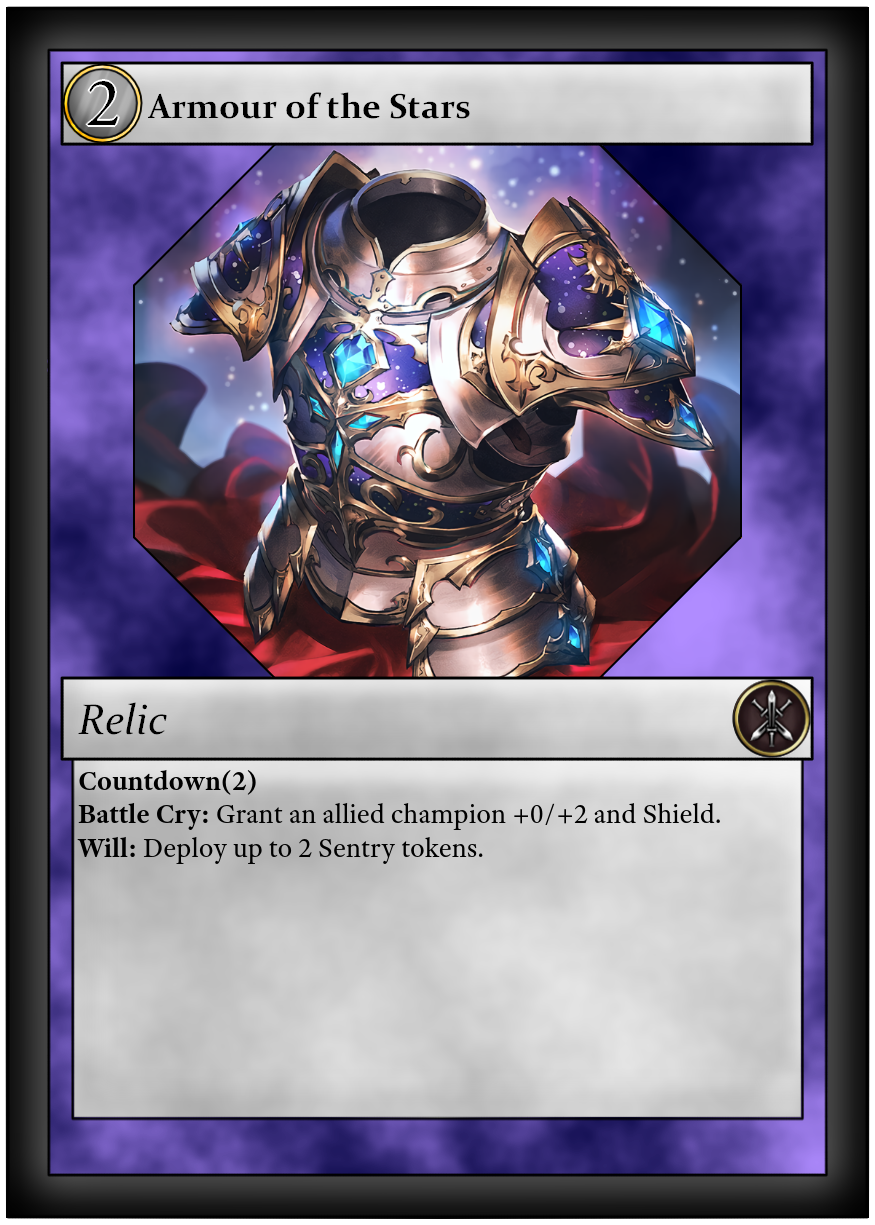 2 Armour of the Stars
Relic
Countdown(2)
Battle Cry: Grant an allied champion +0/+2 and Shield.
Will: Deploy up to 2 Sentry tokens.